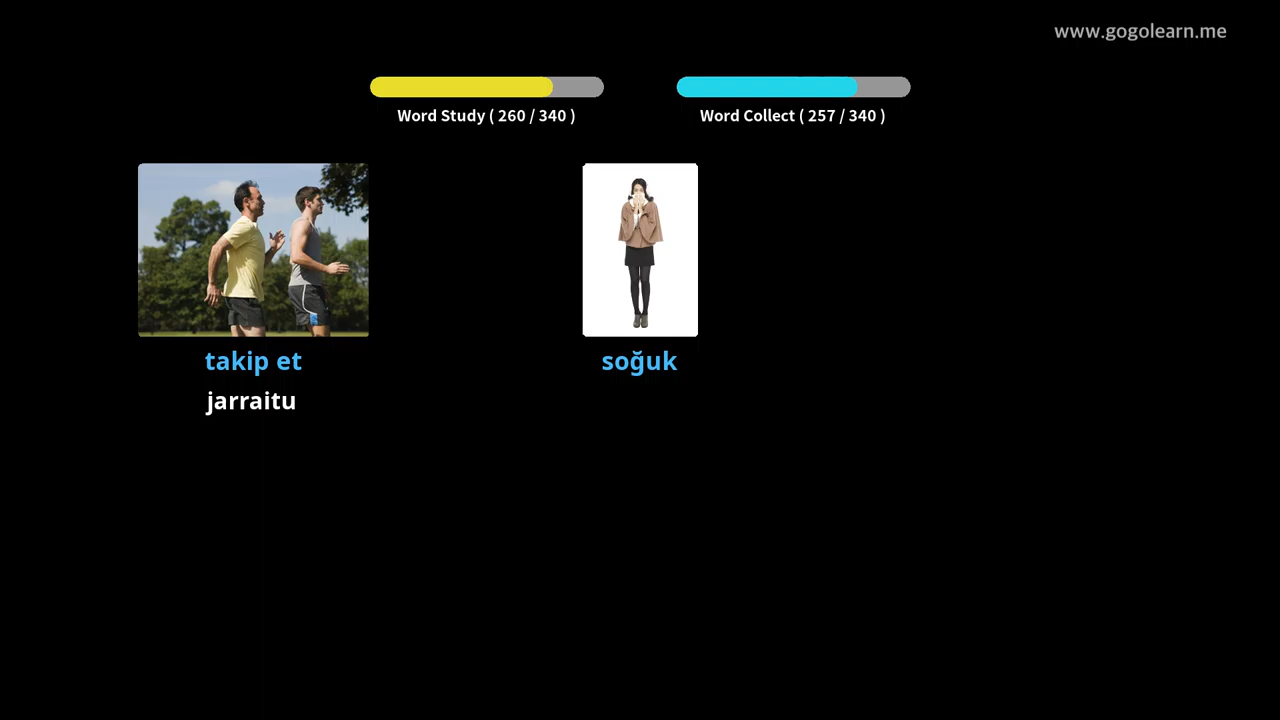 www.gogolearn.me
Word Study ( 260 / 340 )
Word Collect ( 257 / 340 )
takip et
jarraitu
soğuk